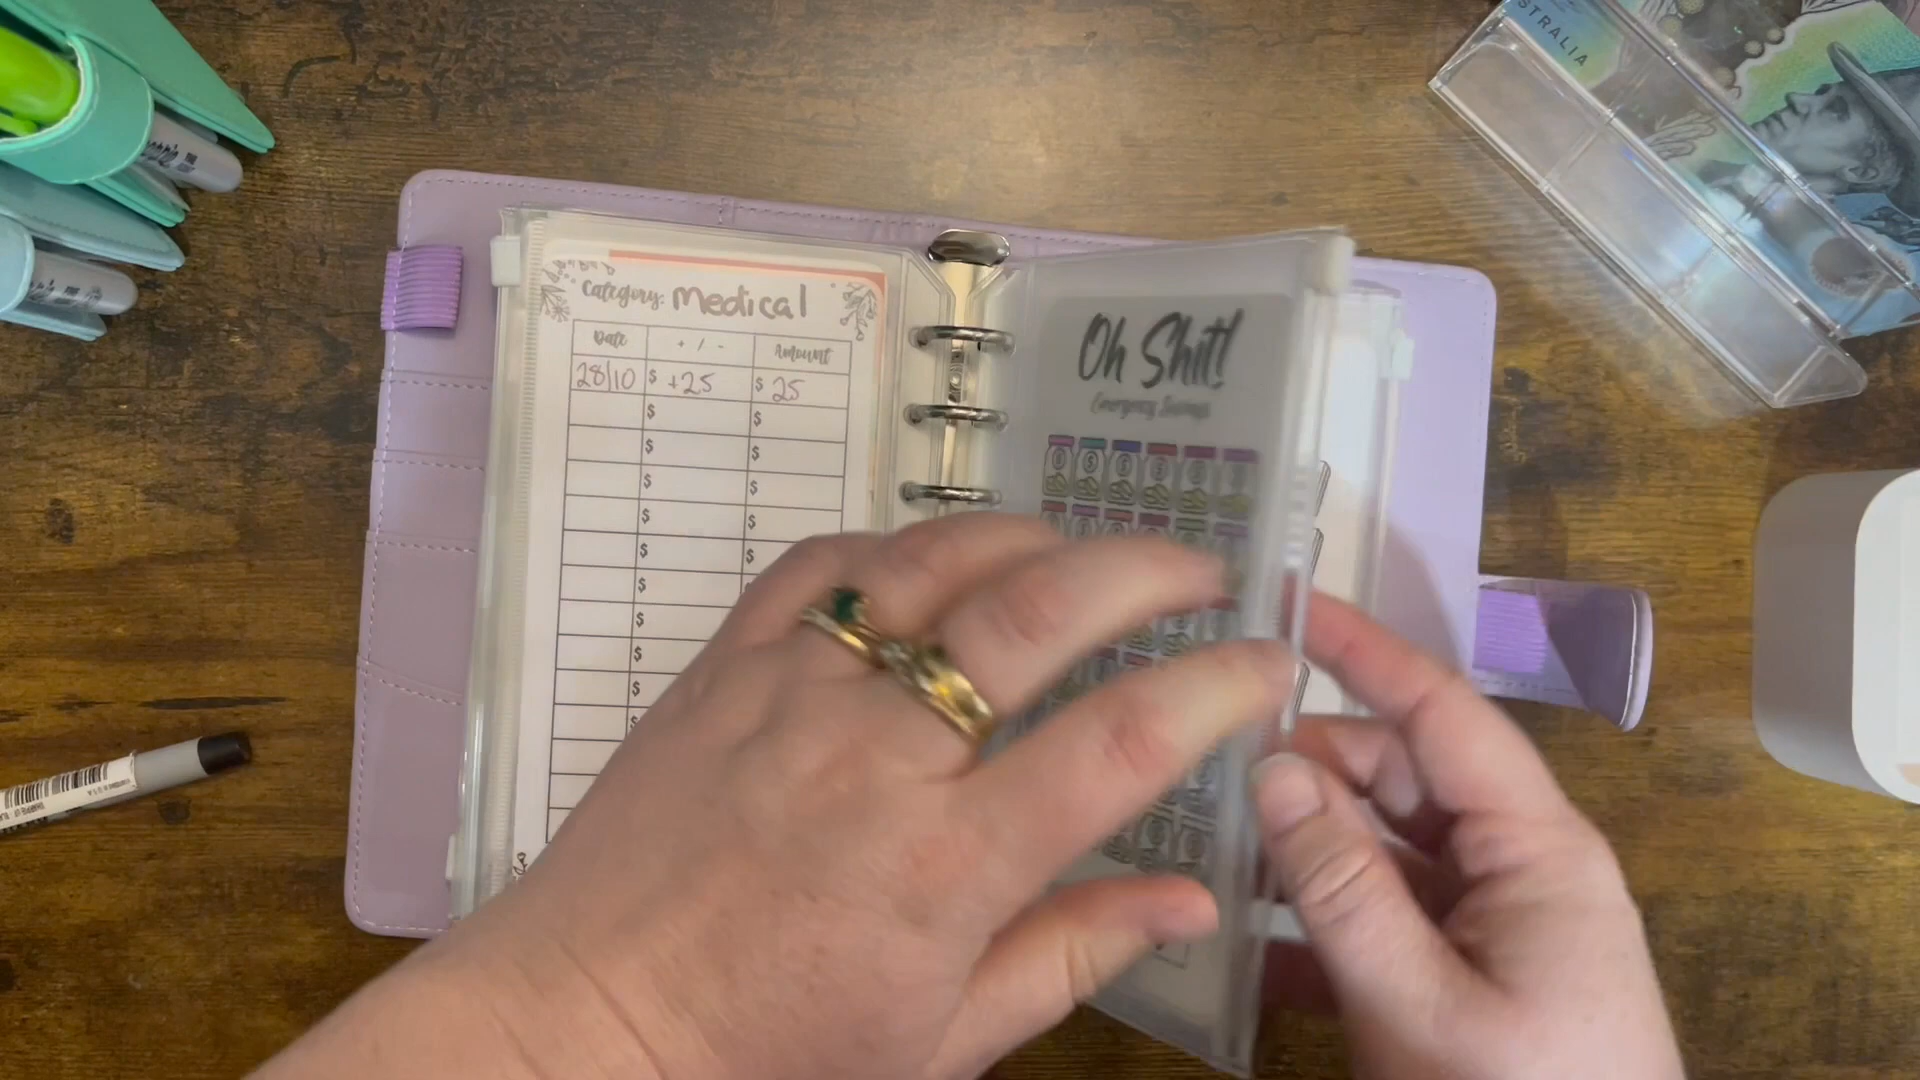 STRALIA
Category: Medical
Date + / - Amount
28/10 $ +25 $ 25
$ $
$ $
$ $
$ $
$ $
$ $
$
$
$
$
Oh Shit!
Emergency Savings